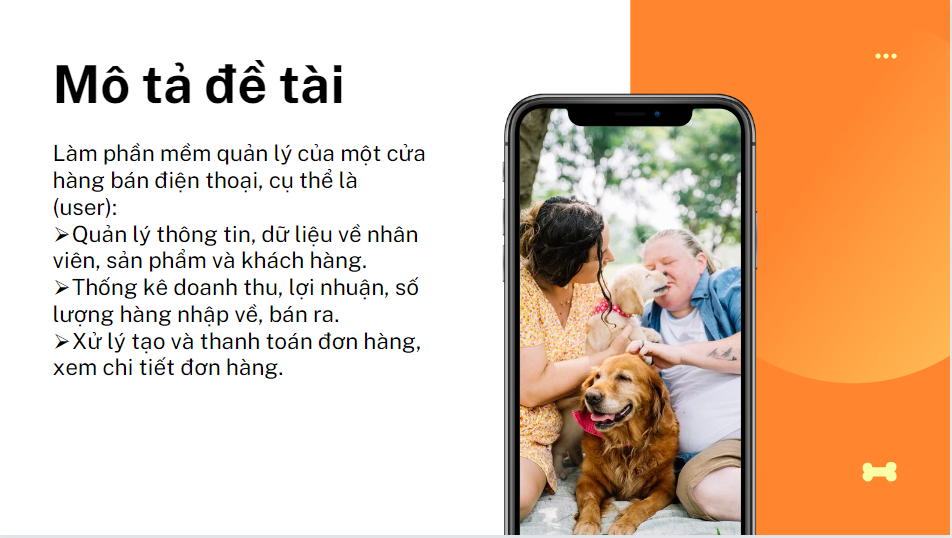 Mô tả đề tài
Làm phần mềm quản lý của một cửa
hàng bán điện thoại, cụ thể là
(user):
➢Quản lý thông tin, dữ liệu về nhân
viên, sản phẩm và khách hàng.
➢Thống kê doanh thu, lợi nhuận, số
lượng hàng nhập về, bán ra.
➢Xử lý tạo và thanh toán đơn hàng,
xem chi tiết đơn hàng.